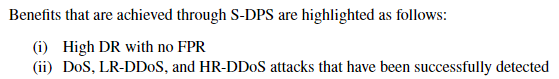 Benefits that are achieved through S-DPS are highlighted as follows:
(i) High DR with no FPR
(ii) DoS, LR-DDoS, and HR-DDoS attacks that have been successfully detected